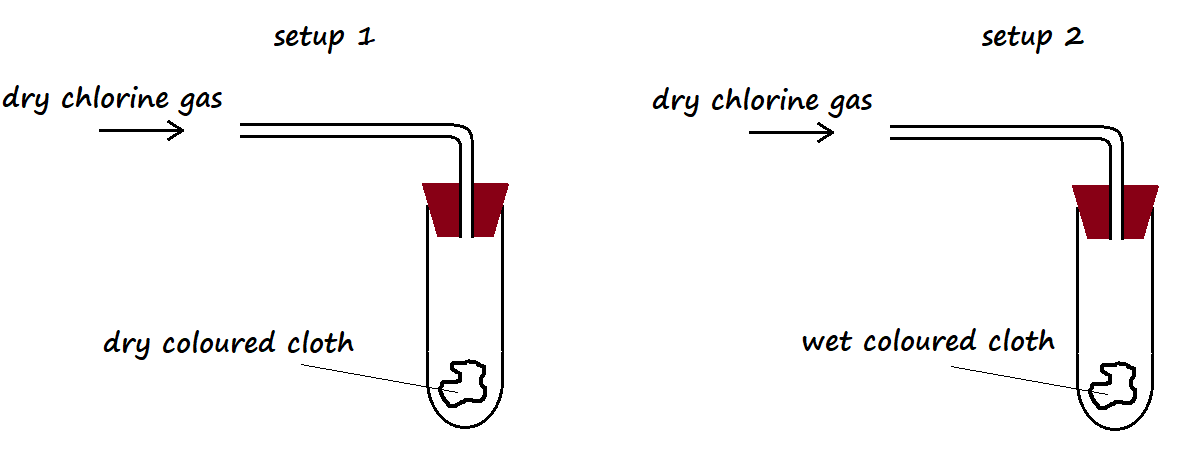 setup 1
dry chlorine gas
dry coloured cloth
setup 2
dry chlorine gas
wet coloured cloth